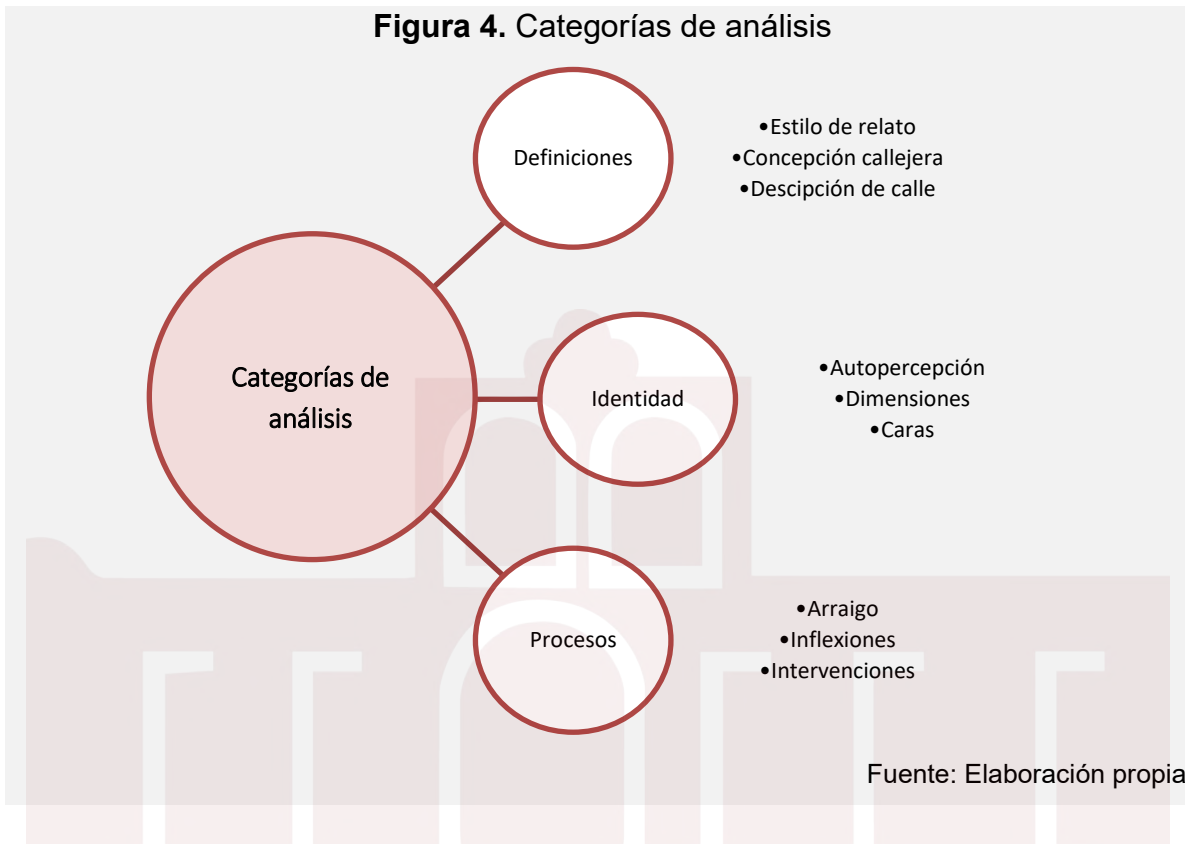 Figura 4. Categorías de análisis
Definiciones
•Estilo de relato
•Concepción callejera
•Descipción de calle
Categorías de
análisis
Identidad
•Autopercepción
•Dimensiones
•Caras
Procesos
•Arraigo
•Inflexiones
•Intervenciones
Fuente: Elaboración propia